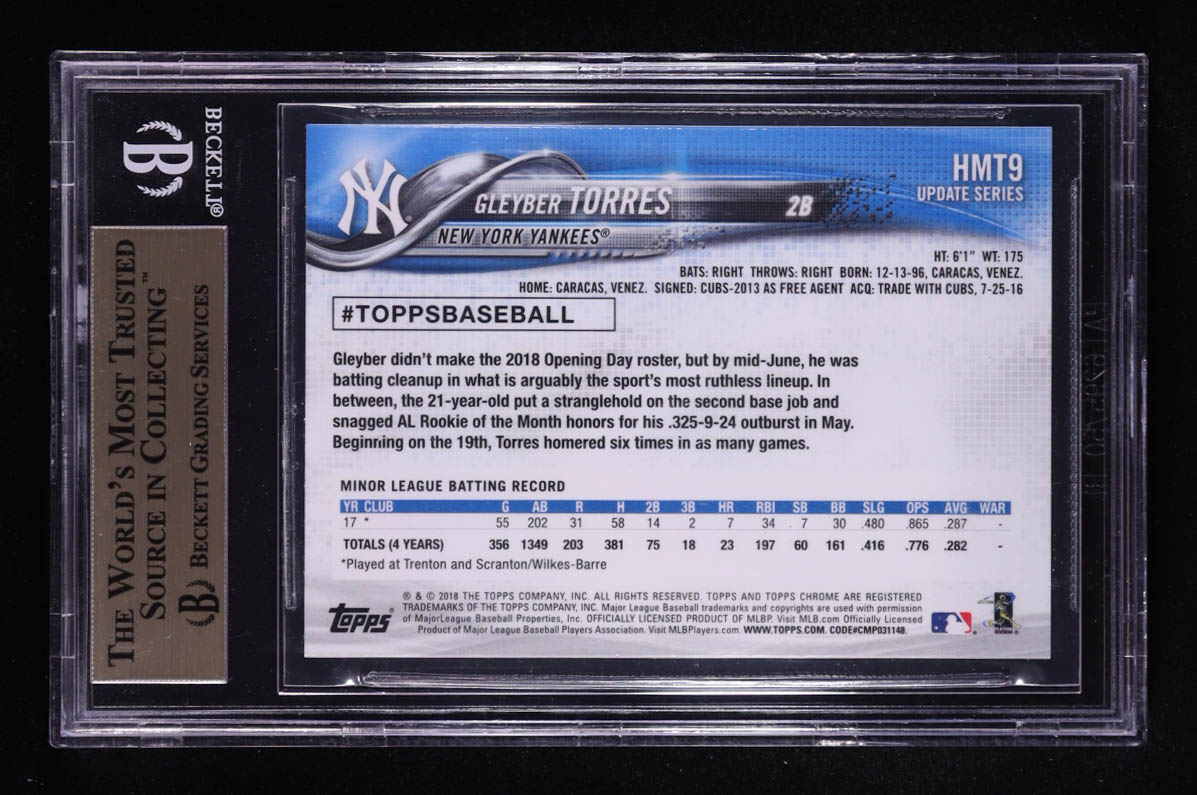 BECKETT®
B
THE WORLD'S MOST TRUSTED
SOURCE IN COLLECTING™
B BECKETT GRADING SERVICES
NY
GLEYBER TORRES
2B
NEW YORK YANKEES®
HMT9
UPDATE SERIES
HT: 6'1" WT: 175
BATS: RIGHT THROWS: RIGHT BORN: 12-13-96, CARACAS, VENEZ.
HOME: CARACAS, VENEZ. SIGNED: CUBS-2013 AS FREE AGENT ACQ: TRADE WITH CUBS, 7-25-16
#TOPPSBASEBALL
Gleyber didn't make the 2018 Opening Day roster, but by mid-June, he was
batting cleanup in what is arguably the sport's most ruthless lineup. In
between, the 21-year-old put a stranglehold on the second base job and
snagged AL Rookie of the Month honors for his .325-9-24 outburst in May.
Beginning on the 19th, Torres homered six times in as many games.
MINOR LEAGUE BATTING RECORD
YR CLUB G AB R H 2B 3B HR RBI SB BB SLG OPS AVG WAR
17 * 55 202 31 58 14 2 7 34 7 30 .480 .865 .287 -
TOTALS (4 YEARS) 356 1349 203 381 75 18 23 197 60 161 .416 .776 .282 -
*Played at Trenton and Scranton/Wilkes-Barre
Topps®
® & © 2018 THE TOPPS COMPANY, INC. ALL RIGHTS RESERVED. TOPPS AND TOPPS CHROME ARE REGISTERED
TRADEMARKS OF THE TOPPS COMPANY, INC. Major League Baseball trademarks and copyrights are used with permission
of MajorLeague Baseball Properties, Inc. OFFICIALLY LICENSED PRODUCT OF MLBP. Visit MLB.com Officially Licensed
Product of Major League Baseball Players Association. Visit MLBPlayers.com. WWW.TOPPS.COM. CODE#CMP031148.